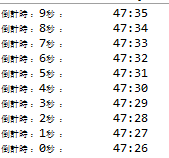 倒計時：9秒： 47:35
倒計時：8秒： 47:34
倒計時：7秒： 47:33
倒計時：6秒： 47:32
倒計時：5秒： 47:31
倒計時：4秒： 47:30
倒計時：3秒： 47:29
倒計時：2秒： 47:28
倒計時：1秒： 47:27
倒計時：0秒： 47:26